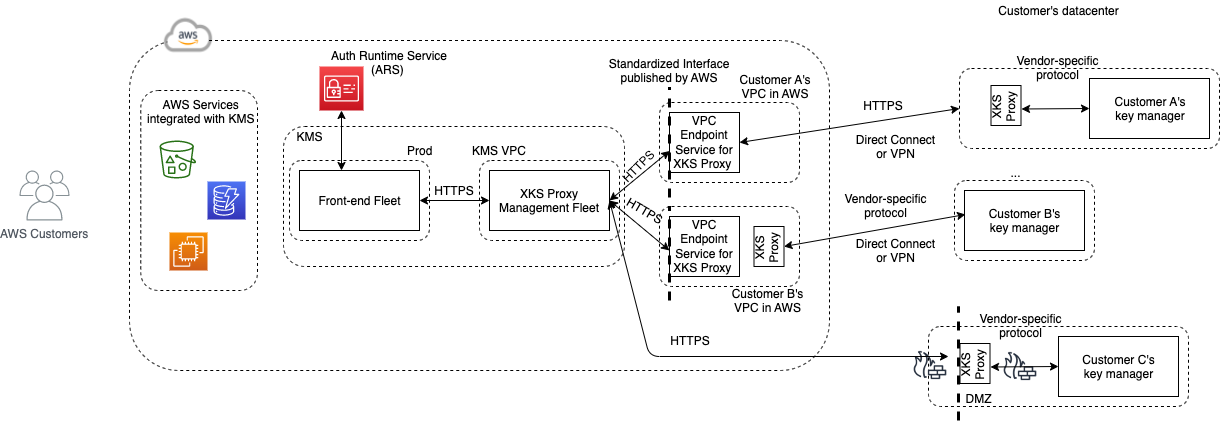 Customer's datacenter
aws
Auth Runtime Service
(ARS)
Standardized Interface
published by AWS
Customer A's
VPC in AWS
Vendor-specific
protocol
AWS Services
integrated with KMS
HTTPS
XKS
Proxy
Customer A's
key manager
KMS
VPC
Endpoint
Service for
XKS Proxy
Direct Connect
or VPN
Prod
KMS VPC
HTTPS
...
Front-end Fleet
HTTPS
XKS Proxy
Management Fleet
HTTPS
Vendor-specific
protocol
Customer B's
key manager
AWS Customers
VPC
Endpoint
Service for
XKS Proxy
XKS
Proxy
Direct Connect
or VPN
Customer B's
VPC in AWS
Vendor-specific
protocol
HTTPS
XKS
Proxy
Customer C's
key manager
DMZ